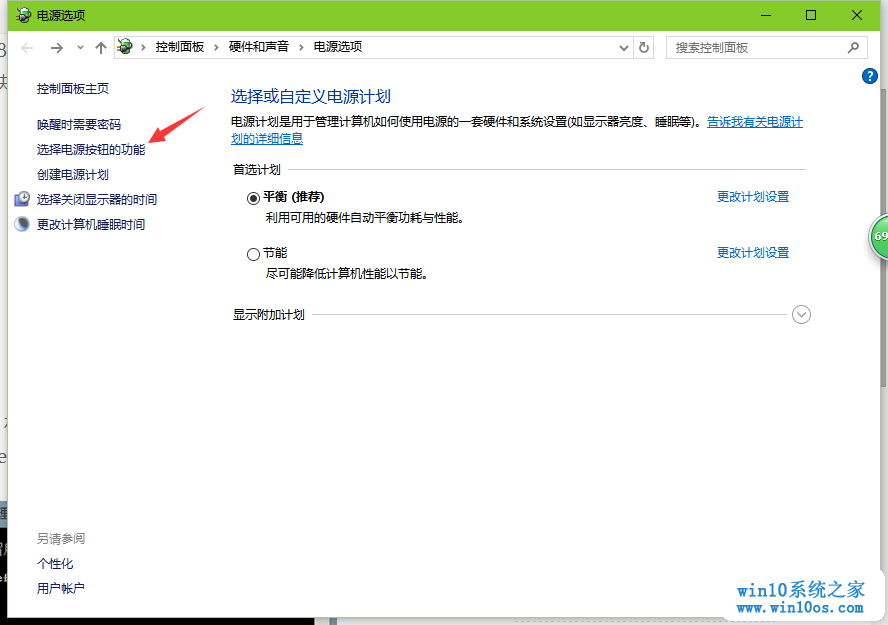 电源选项
控制面板 > 硬件和声音 > 电源选项
搜索控制面板
控制面板主页
唤醒时需要密码
选择电源按钮的功能
创建电源计划
选择关闭显示器的时间
更改计算机睡眠时间
选择或自定义电源计划
电源计划是用于管理计算机如何使用电源的一套硬件和系统设置(如显示器亮度、睡眠等)。告诉我有关电源计
划的详细信息
首选计划
平衡 (推荐) 更改计划设置
利用可用的硬件自动平衡功耗与性能。
节能 更改计划设置
尽可能降低计算机性能以节能。
显示附加计划
69
另请参阅
个性化
用户帐户
win10系统之家
www.win10os.com